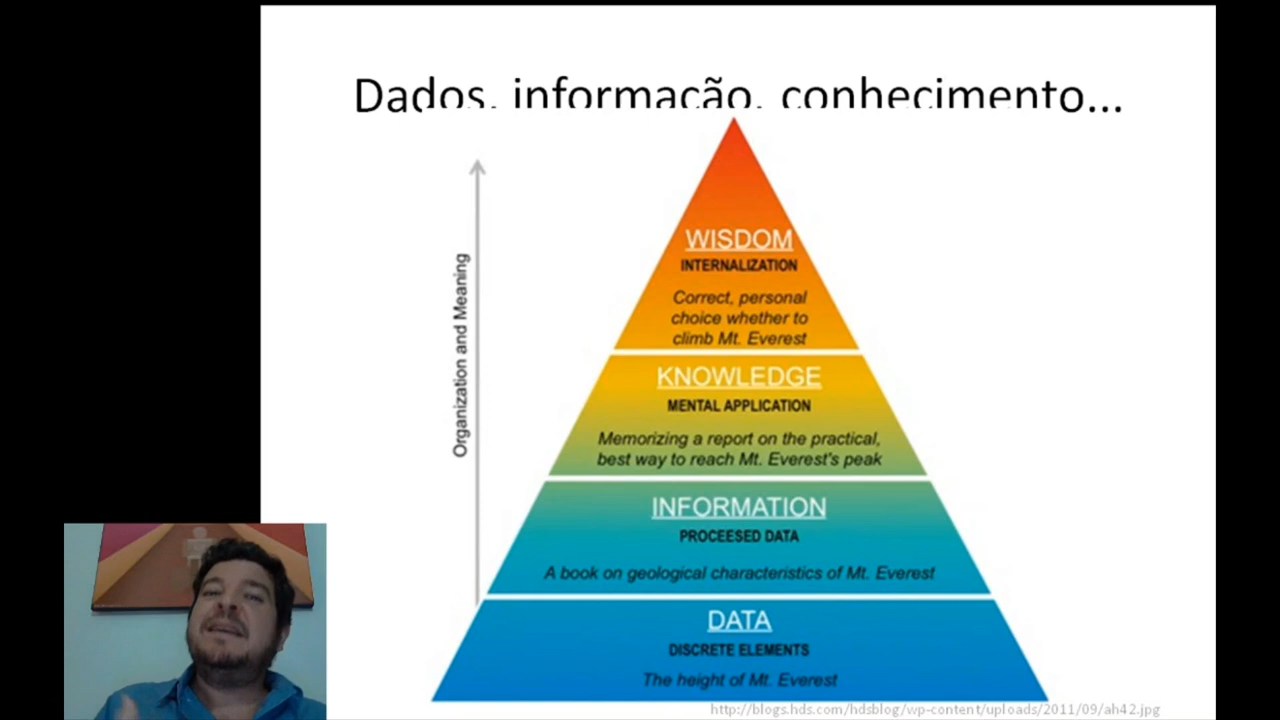 Dados, informação, conhecimento...
Organization and Meaning
WISDOM
INTERNALIZATION
Correct, personal
choice whether to
climb Mt. Everest
KNOWLEDGE
MENTAL APPLICATION
Memorizing a report on the practical,
best way to reach Mt. Everest's peak
INFORMATION
PROCEESED DATA
A book on geological characteristics of Mt. Everest
DATA
DISCRETE ELEMENTS
The height of Mt. Everest
http://blogs.hds.com/hdsblog/wp-content/uploads/2011/09/ah42.jpg